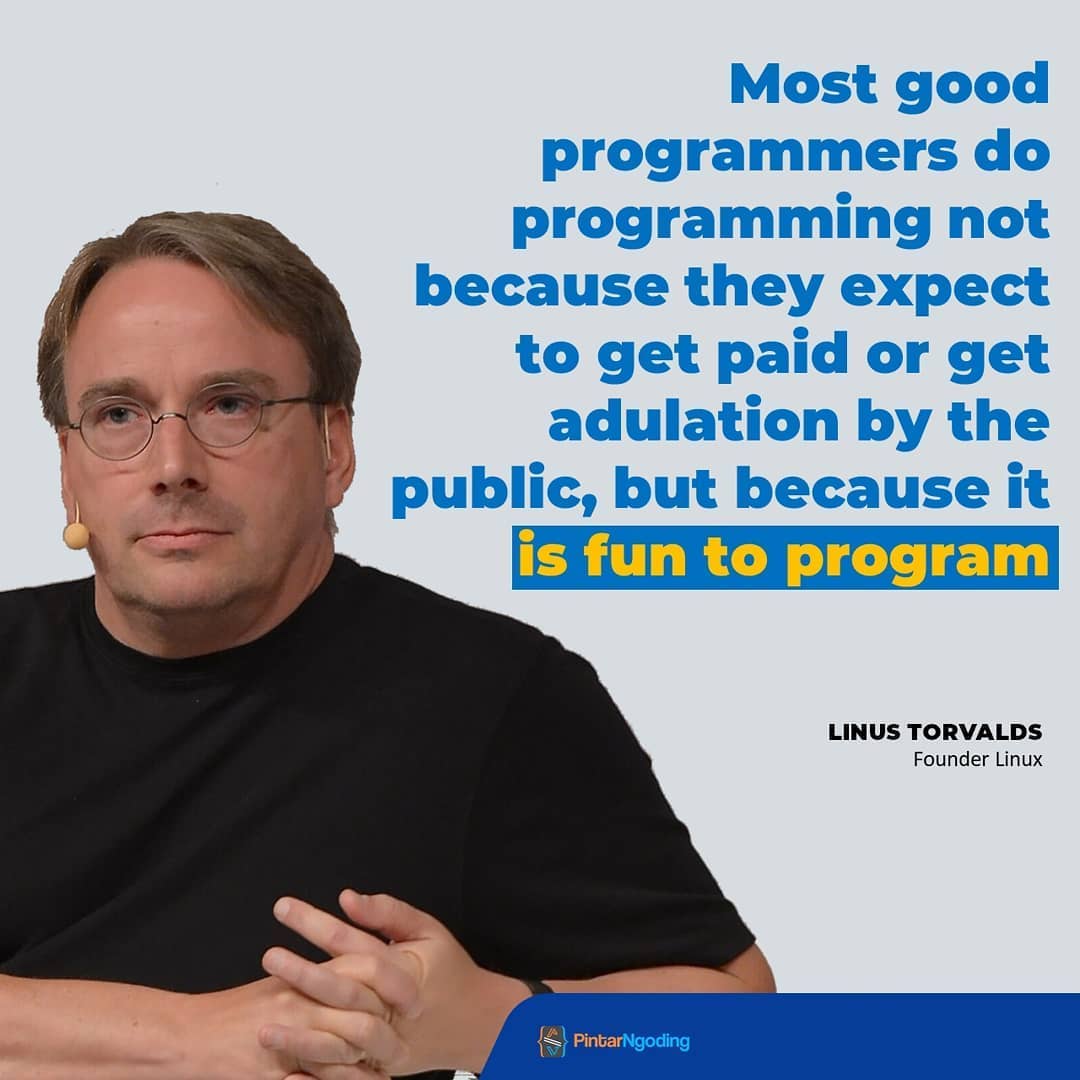 Most good
programmers do
programming not
because they expect
to get paid or get
adulation by the
public, but because it
is fun to program
LINUS TORVALDS
Founder Linux
PintarNgoding